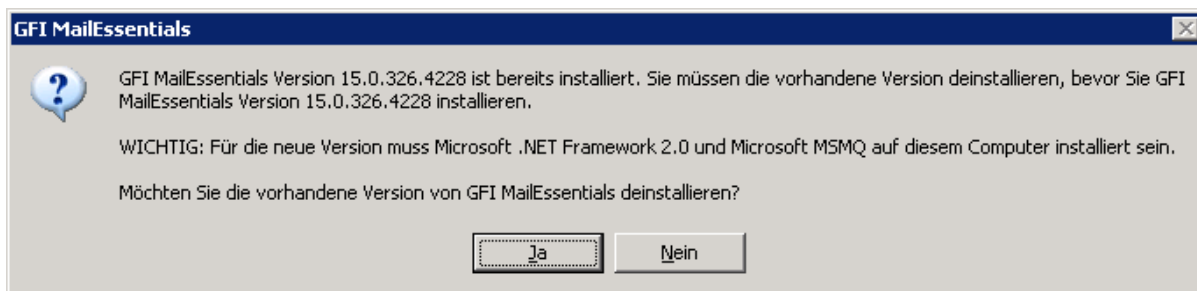 GFI MailEssentials
GFI MailEssentials Version 15.0.326.4228 ist bereits installiert. Sie müssen die vorhandene Version deinstallieren, bevor Sie GFI
MailEssentials Version 15.0.326.4228 installieren.
WICHTIG: Für die neue Version muss Microsoft .NET Framework 2.0 und Microsoft MSMQ auf diesem Computer installiert sein.
Möchten Sie die vorhandene Version von GFI MailEssentials deinstallieren?
Ja
Nein